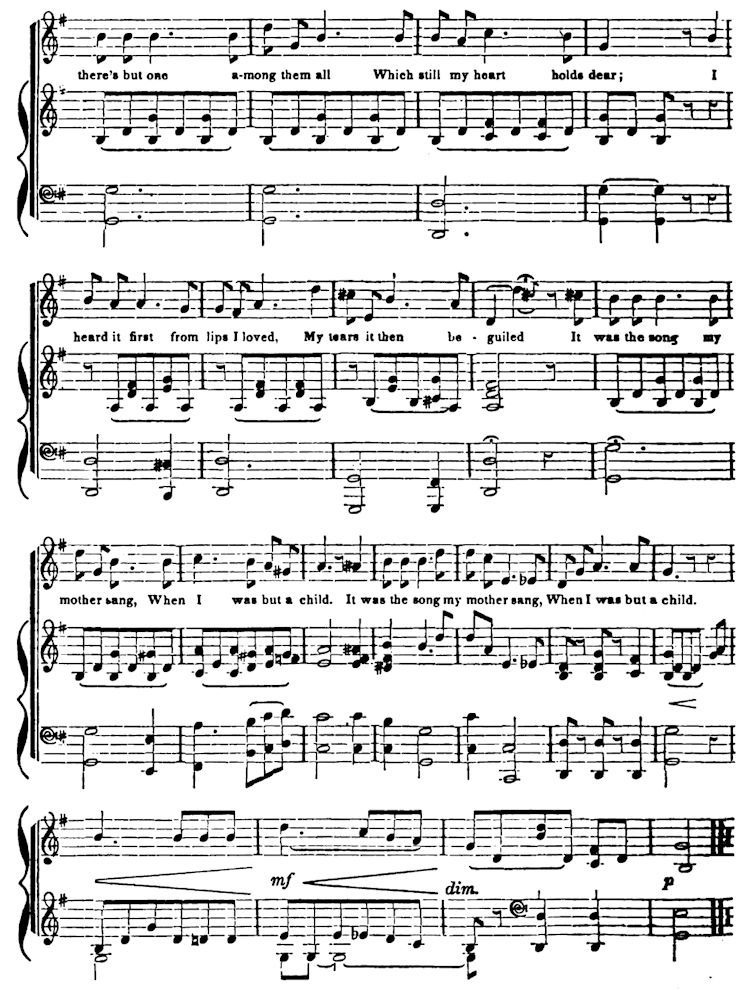 there's but one a-mong them all Which still my heart holds dear; I
heard it first from lips I loved, My tears it then be - guiled It was the song my
mother sang, When I was but a child. It was the song my mother sang, When I was but a child.
mf
dim.
p